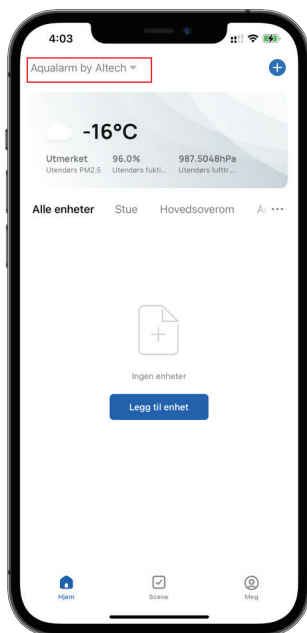 4:03
Aqualarm by Altech
-16°C
Utmerket 96.0% 987.5048hPa
Utendørs PM2.5 Utendørs fukti... Utendørs lufttr...
Alle enheter Stue Hovedsoverom
Ingen enheter
Legg til enhet
Hjem Scene Meg